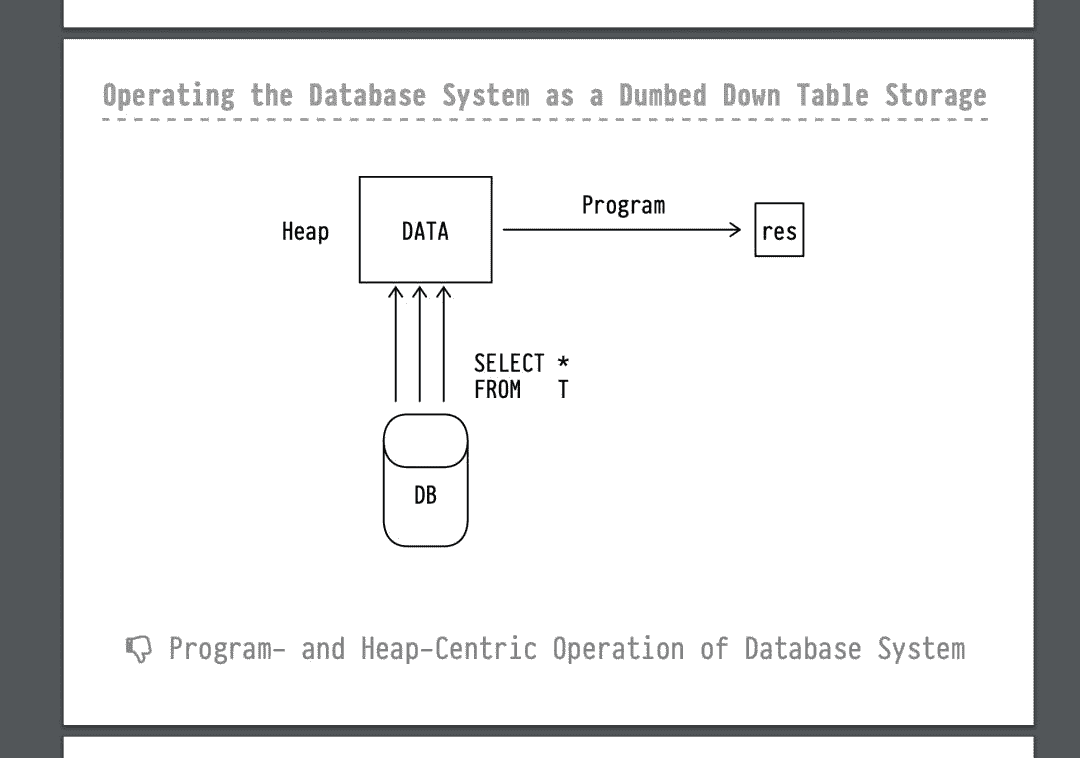 Operating the Database System as a Dumbed Down Table Storage
Program
Heap DATA res
SELECT *
FROM T
DB
Program- and Heap-Centric Operation of Database System